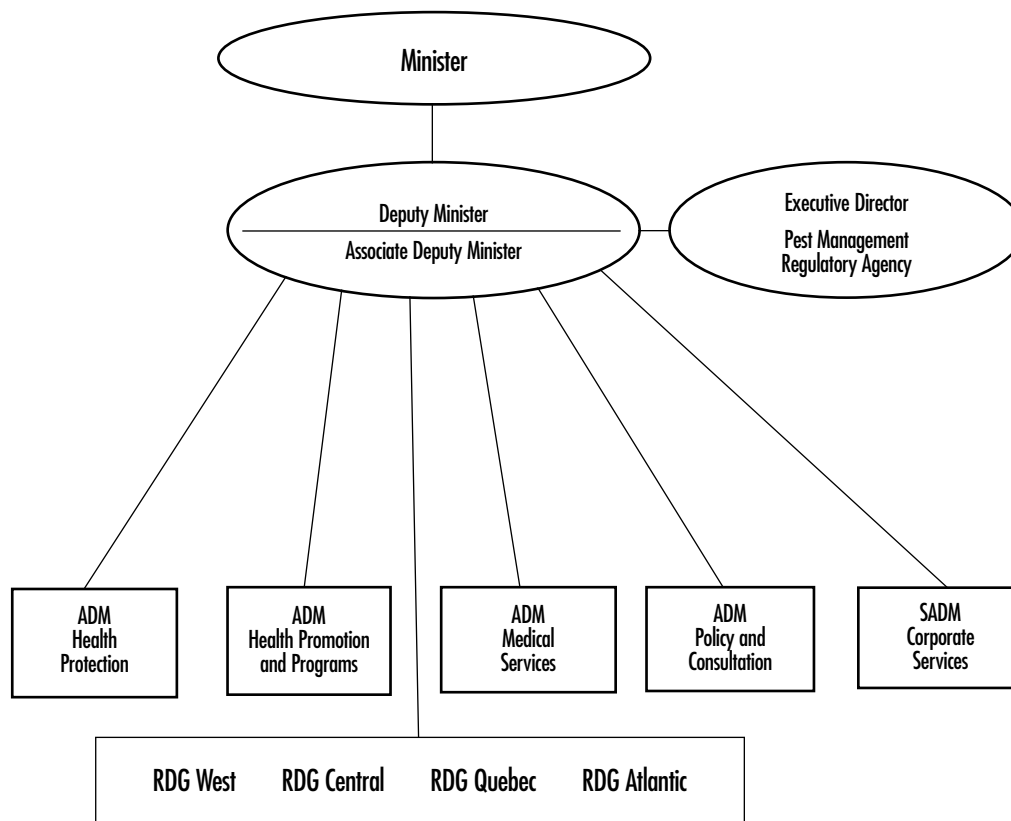 Minister
Deputy Minister
Associate Deputy Minister
Executive Director
Pest Management
Regulatory Agency
ADM
Health
Protection
ADM
Health Promotion
and Programs
ADM
Medical
Services
ADM
Policy and
Consultation
SADM
Corporate
Services
RDG West
RDG Central
RDG Quebec
RDG Atlantic